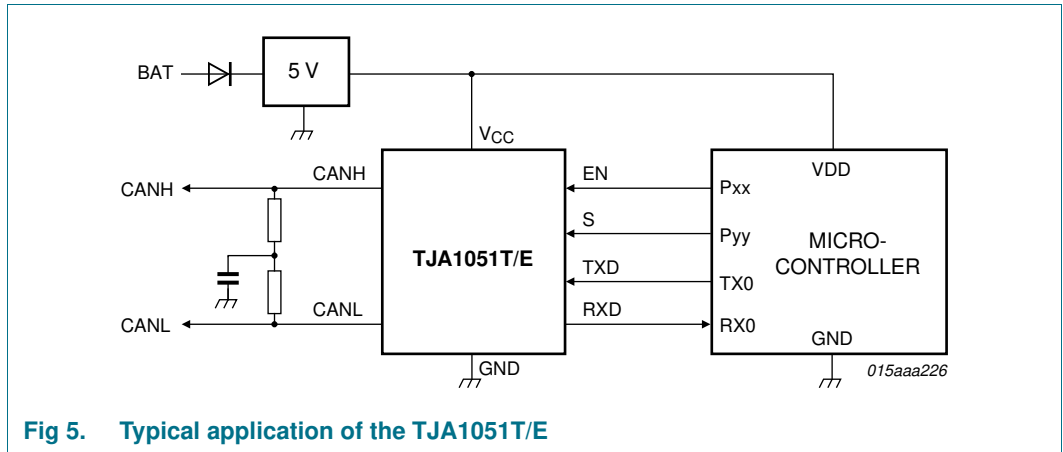 BAT
5 V
VCC
CANH
CANH
EN
Pxx
VDD
S
Pyy
TJA1051T/E
MICRO-
CONTROLLER
TXD
TX0
CANL
CANL
RXD
RX0
GND
GND
015aaa226
Fig 5. Typical application of the TJA1051T/E